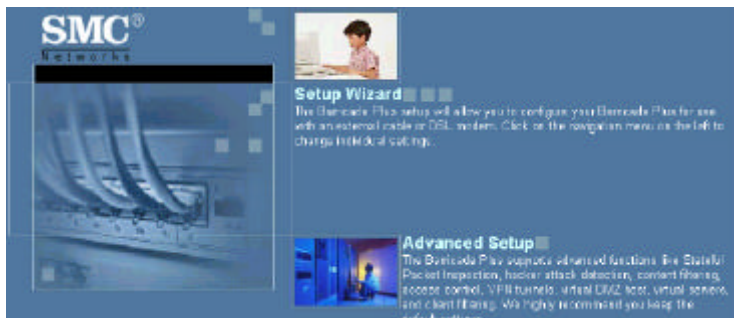 SMC®
Networks
Setup Wizard
The Barricade Plus setup will allow you to configure your Barricade Plus for use
with an external cable or DSL modem. Click on the navigation menu on the left to
change individual settings.
Advanced Setup
The Barricade Plus supports advanced functions like Stateful
Packet Inspection, hacker attack detection, content filtering,
access control, VPN tunnels, virtual DMZ host, virtual servers,
and client filtering. We highly recommend you keep the